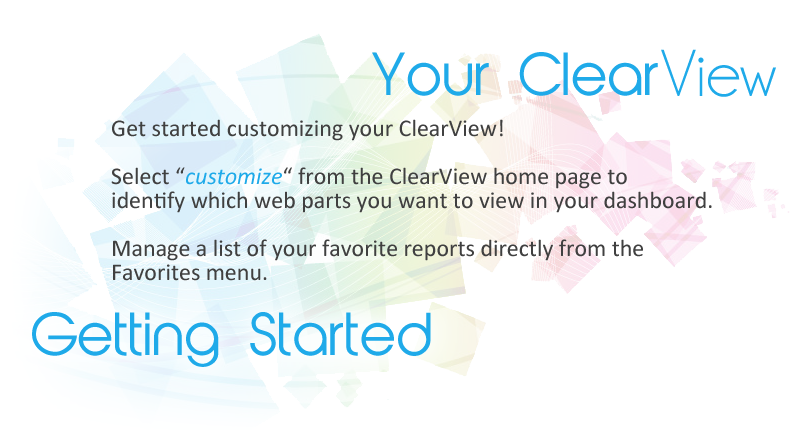 Your ClearView
Get started customizing your ClearView!
Select “customize“ from the ClearView home page to
identify which web parts you want to view in your dashboard.
Manage a list of your favorite reports directly from the
Favorites menu.
Getting Started